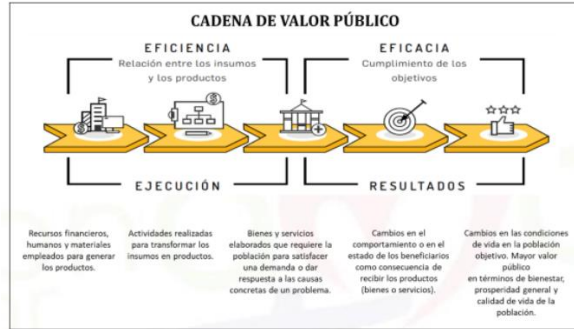 CADENA DE VALOR PÚBLICO
EFICIENCIA
Relación entre los insumos
y los productos
EFICACIA
Cumplimiento de los
objetivos
EJECUCIÓN
RESULTADOS
Recursos financieros,
humanos y materiales
empleados para generar
los productos.
Actividades realizadas
para transformar los
insumos en productos.
Bienes y servicios
elaborados que requiere la
población para satisfacer
una demanda o dar
respuesta a las causas
concretas de un problema.
Cambios en el
comportamiento o en el
estado de los beneficiarios
como consecuencia de
recibir los productos
(bienes o servicios).
Cambios en las condiciones
de vida en la población
objetivo. Mayor valor
público
en términos de bienestar,
prosperidad general y
calidad de vida de la
población.